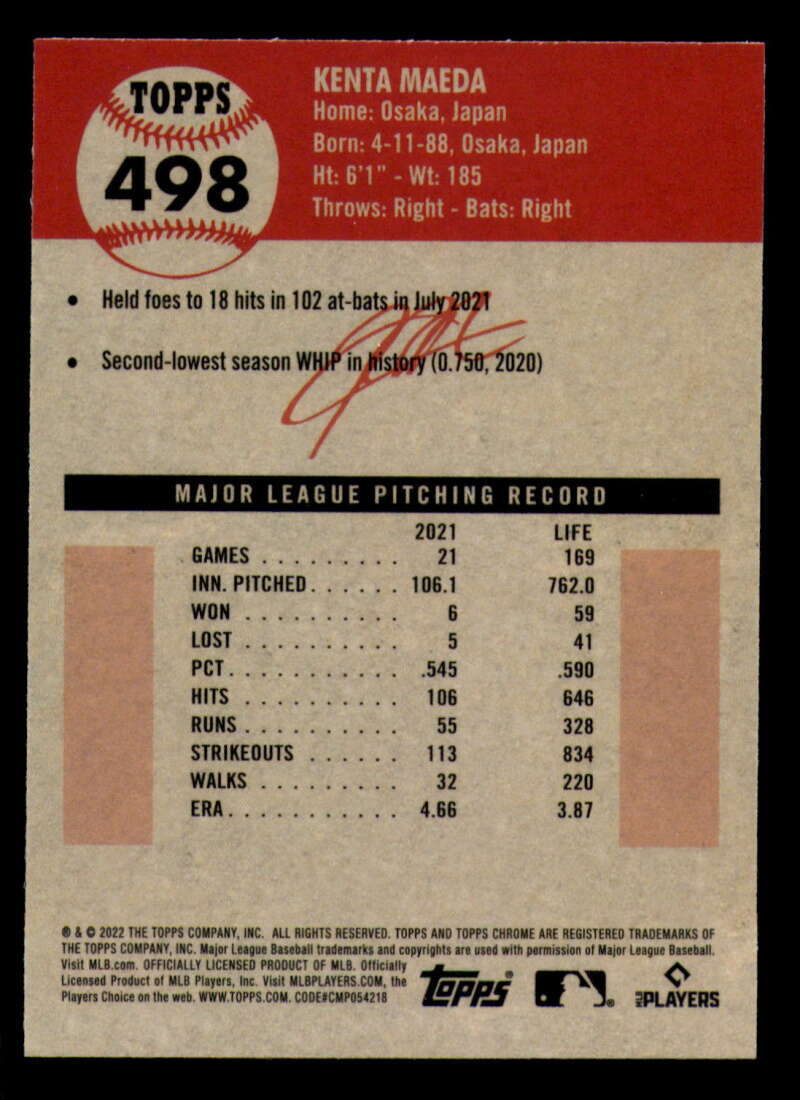 TOPPS
498
KENTA MAEDA
Home: Osaka, Japan
Born: 4-11-88, Osaka, Japan
Ht: 6'1" - Wt: 185
Throws: Right - Bats: Right
• Held foes to 18 hits in 102 at-bats in July 2021
• Second-lowest season WHIP in history (0.750, 2020)
MAJOR LEAGUE PITCHING RECORD
2021 LIFE
GAMES . . . . . . . . . 21 169
INN. PITCHED . . . . . . 106.1 762.0
WON . . . . . . . . . . 6 59
LOST . . . . . . . . . . 5 41
PCT. . . . . . . . . . . .545 .590
HITS . . . . . . . . . . 106 646
RUNS . . . . . . . . . . 55 328
STRIKEOUTS . . . . . . 113 834
WALKS . . . . . . . . . 32 220
ERA . . . . . . . . . . . 4.66 3.87
® & © 2022 THE TOPPS COMPANY, INC. ALL RIGHTS RESERVED. TOPPS AND TOPPS CHROME ARE REGISTERED TRADEMARKS OF
THE TOPPS COMPANY, INC. Major League Baseball trademarks and copyrights are used with permission of Major League Baseball.
Visit MLB.com. OFFICIALLY LICENSED PRODUCT OF MLB. Officially
Licensed Product of MLB Players, Inc. Visit MLBPLAYERS.COM, the
Players Choice on the web. WWW.TOPPS.COM. CODE#CMP054218
Topps®
MLB PLAYERS